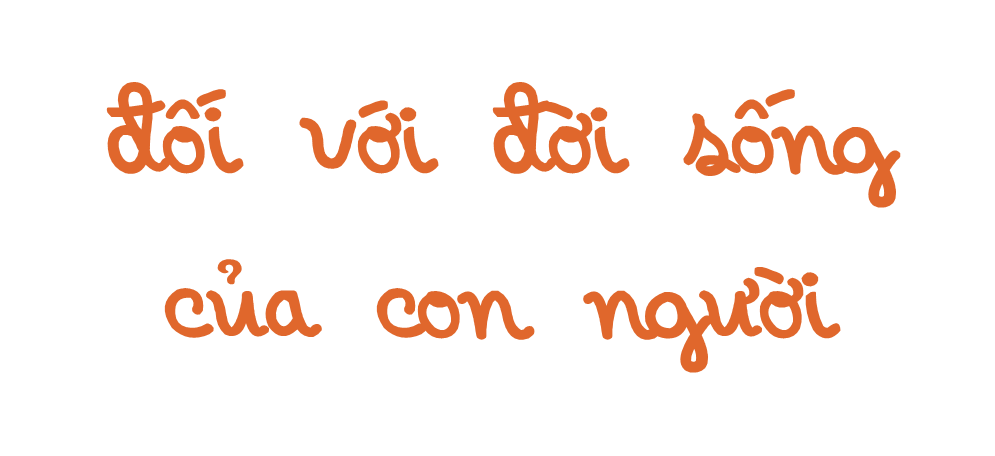 đối với đời sống
của con người